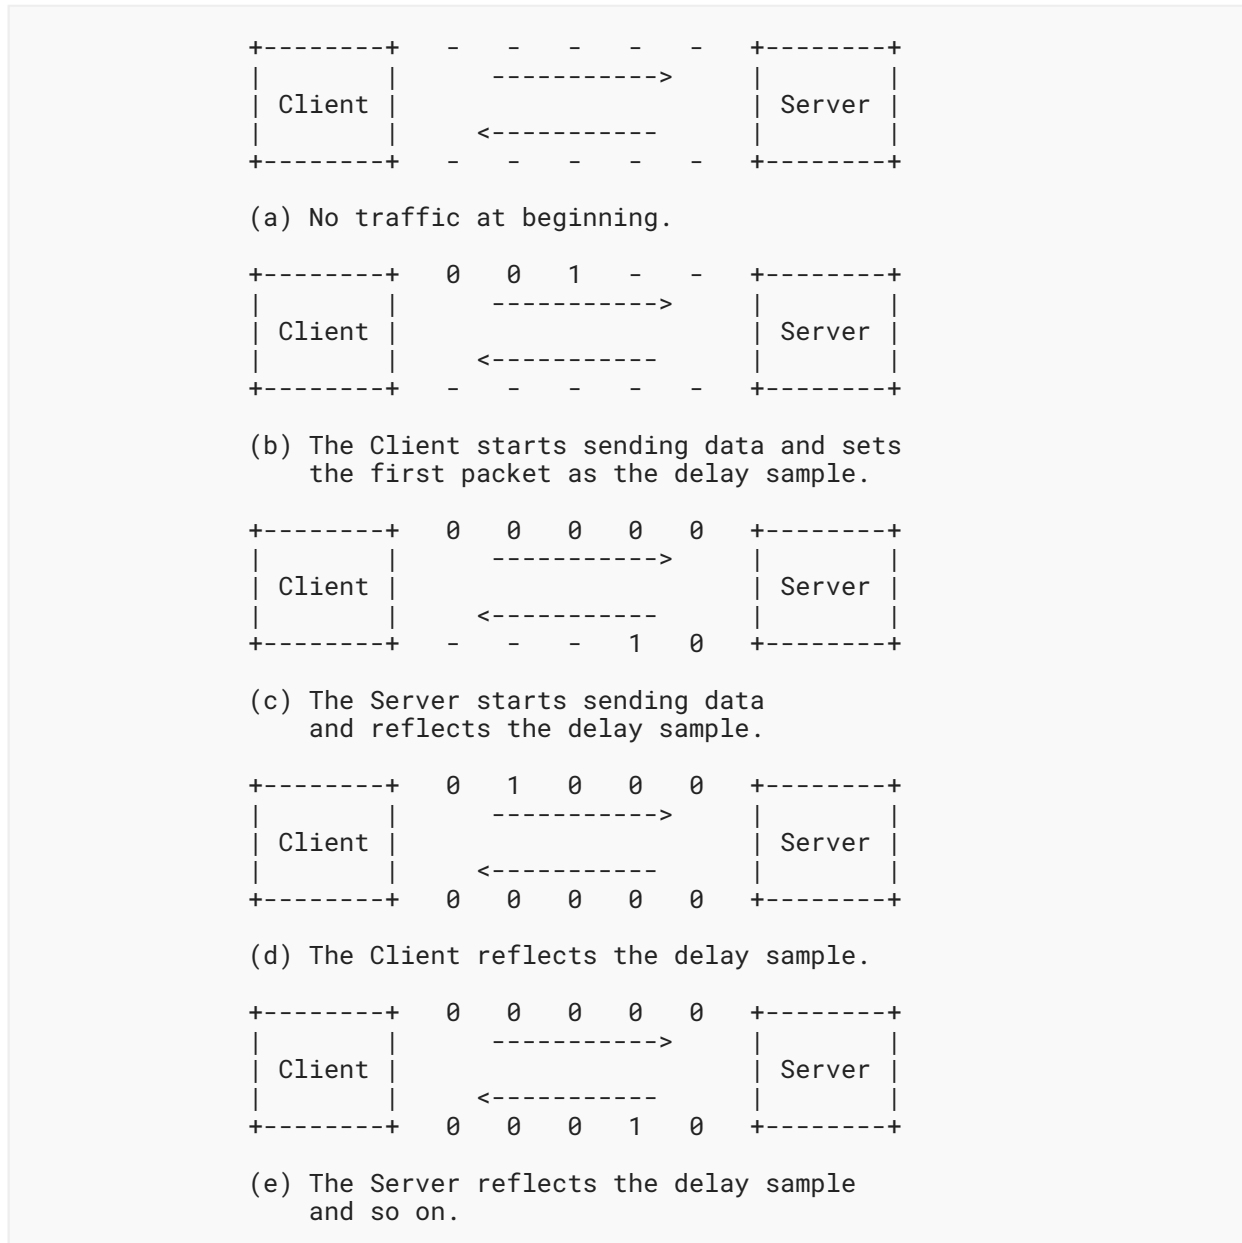 +--------+   -   -   -   -   -   +--------+
|        |      ----------->     |        |
| Client |                       | Server |
|        |     <-----------      |        |
+--------+   -   -   -   -   -   +--------+
(a) No traffic at beginning.
+--------+   0   0   1   -   -   +--------+
|        |      ----------->     |        |
| Client |                       | Server |
|        |     <-----------      |        |
+--------+   -   -   -   -   -   +--------+
(b) The Client starts sending data and sets
    the first packet as the delay sample.
+--------+   0   0   0   0   0   +--------+
|        |      ----------->     |        |
| Client |                       | Server |
|        |     <-----------      |        |
+--------+   -   -   -   1   0   +--------+
(c) The Server starts sending data
    and reflects the delay sample.
+--------+   0   1   0   0   0   +--------+
|        |      ----------->     |        |
| Client |                       | Server |
|        |     <-----------      |        |
+--------+   0   0   0   0   0   +--------+
(d) The Client reflects the delay sample.
+--------+   0   0   0   0   0   +--------+
|        |      ----------->     |        |
| Client |                       | Server |
|        |     <-----------      |        |
+--------+   0   0   0   1   0   +--------+
(e) The Server reflects the delay sample
    and so on.